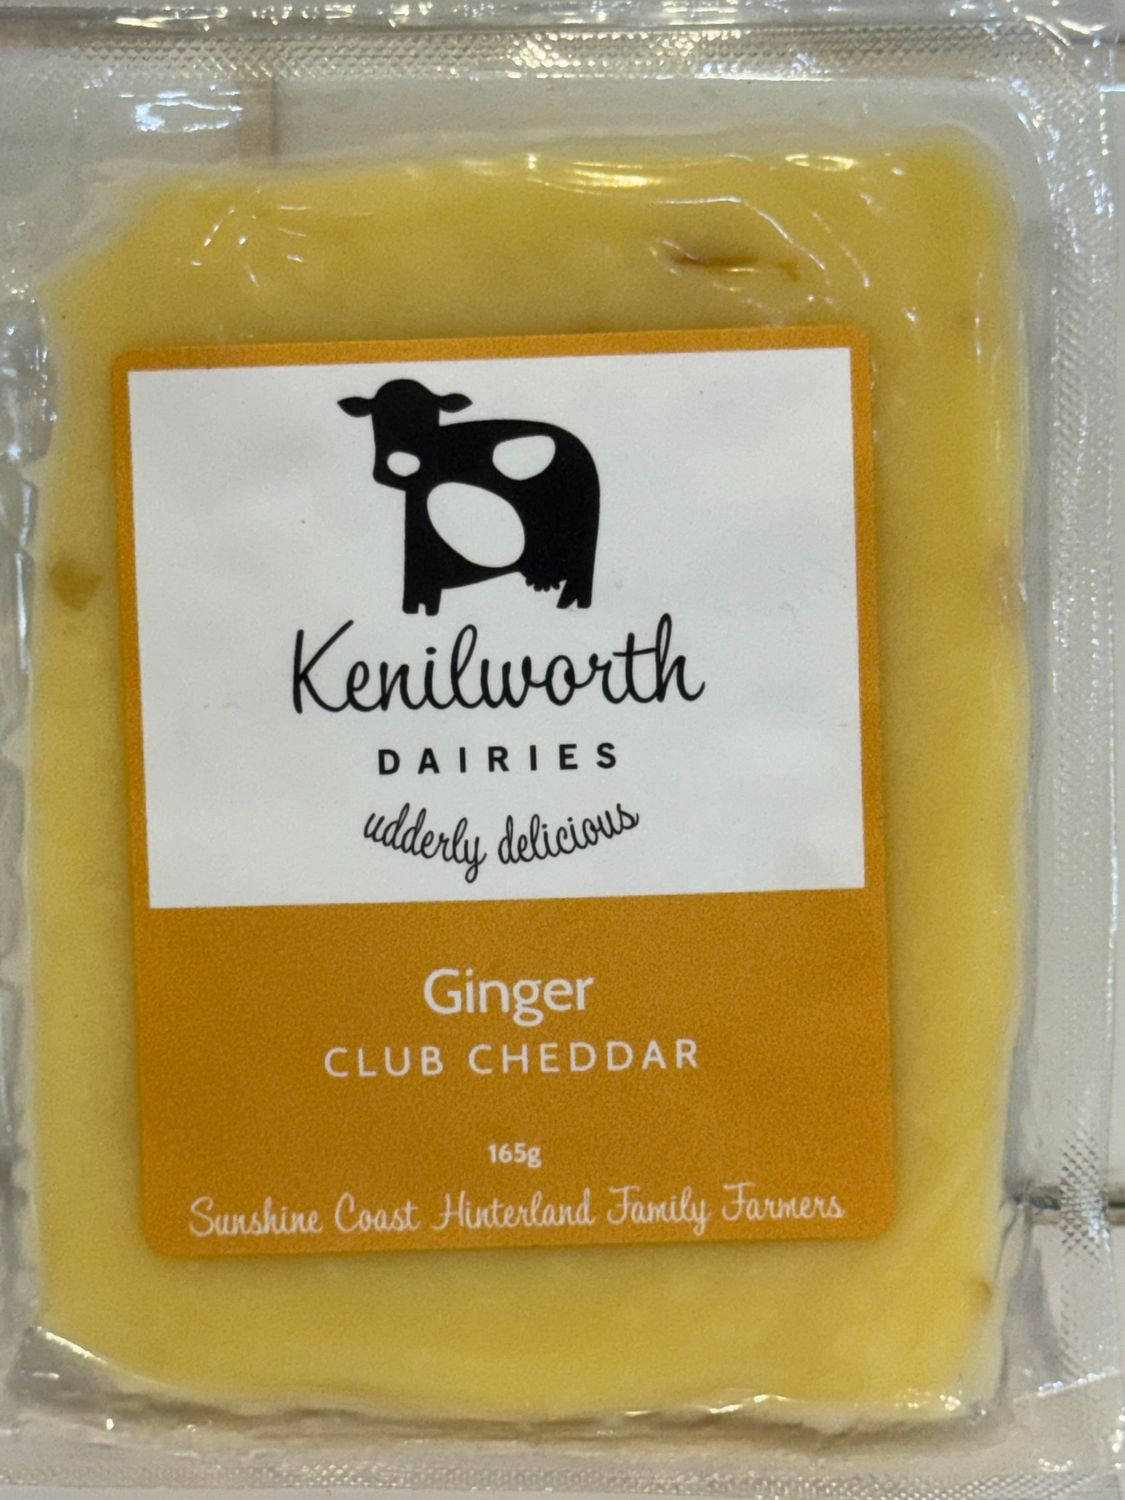 Kenilworth
DAIRIES
udderly delicious
Ginger
CLUB CHEDDAR
165g
Sunshine Coast Hinterland Family Farmers